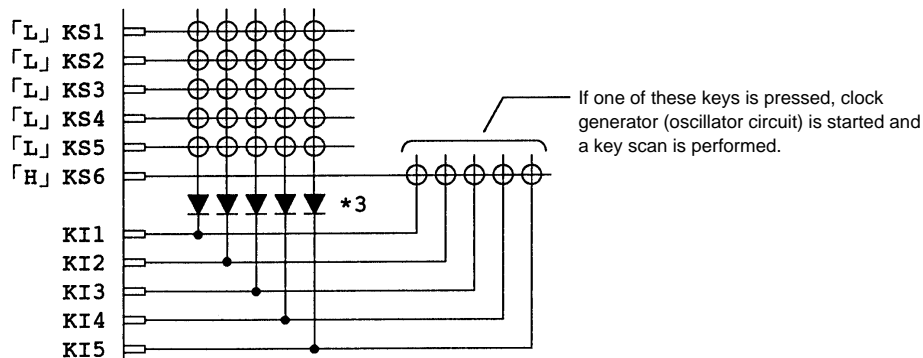 「L」 KS1
「L」 KS2
「L」 KS3
「L」 KS4
「L」 KS5
「H」 KS6
If one of these keys is pressed, clock
generator (oscillator circuit) is started and
a key scan is performed.
*3
KI1
KI2
KI3
KI4
KI5